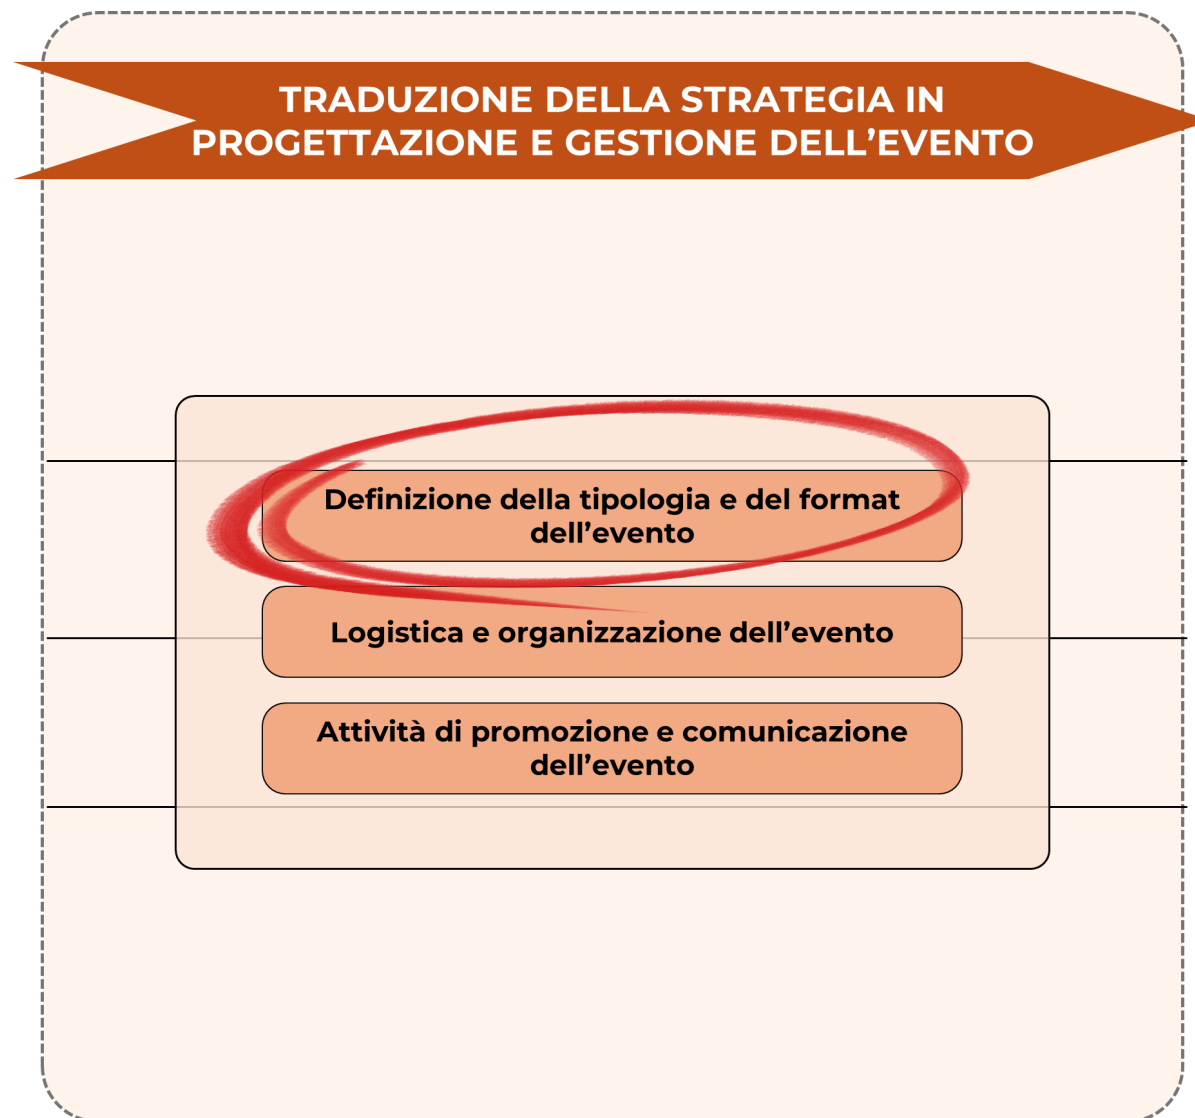 TRADUZIONE DELLA STRATEGIA IN
PROGETTAZIONE E GESTIONE DELL’EVENTO
Definizione della tipologia e del format
dell’evento
Logistica e organizzazione dell’evento
Attività di promozione e comunicazione
dell’evento